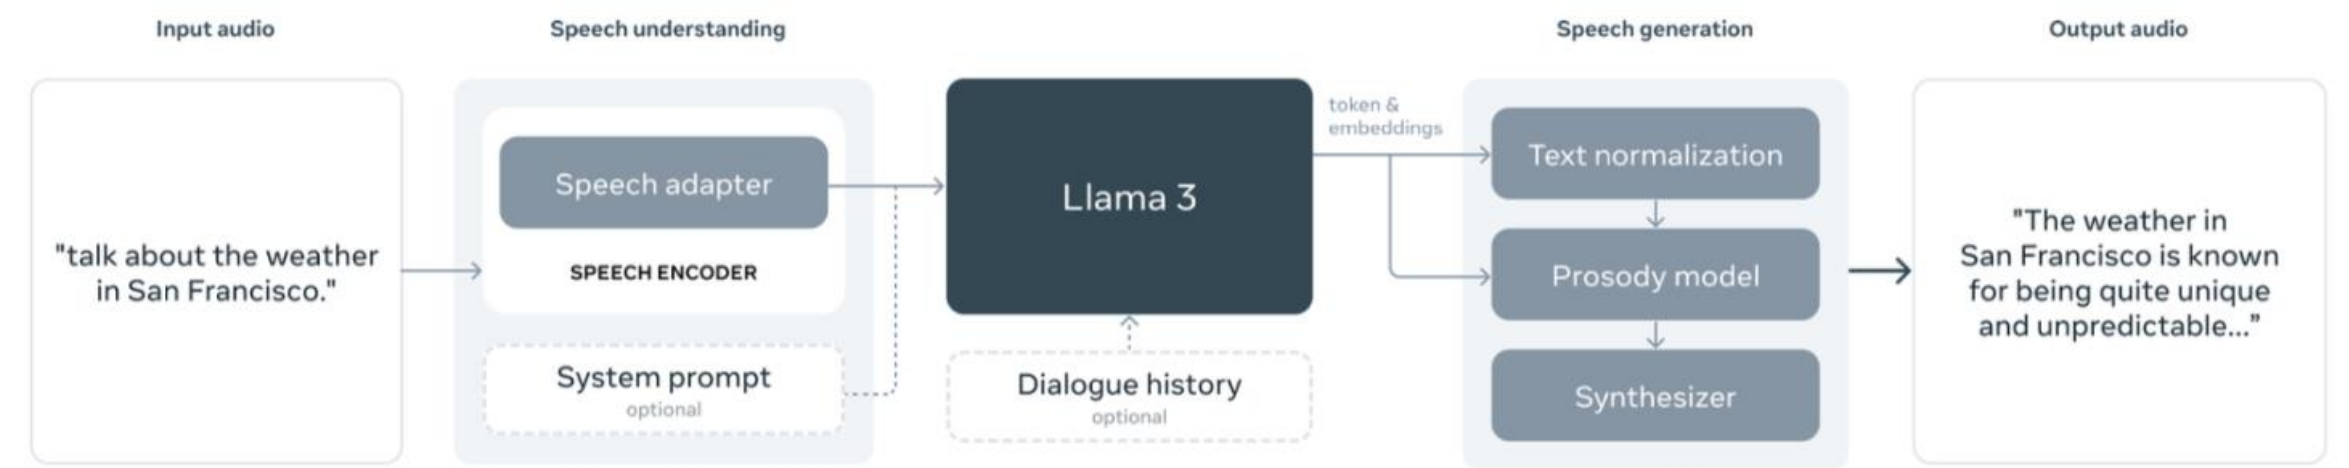 Input audio
Speech understanding
Speech generation
Output audio
"talk about the weather
in San Francisco."
Speech adapter
SPEECH ENCODER
System prompt
optional
Llama 3
Dialogue history
optional
token &
embeddings
Text normalization
Prosody model
Synthesizer
"The weather in
San Francisco is known
for being quite unique
and unpredictable...”